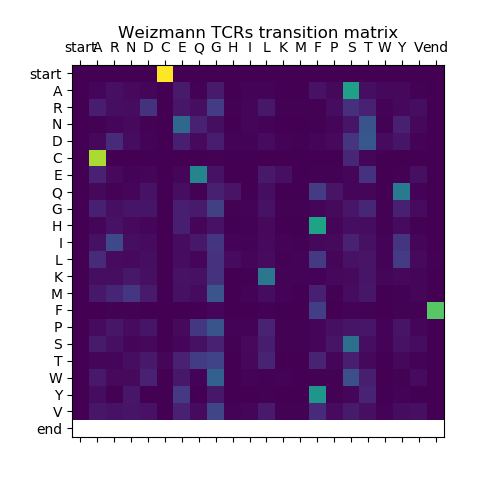 Weizmann TCRs transition matrix
start A R N D C E Q G H I L K M F P S T W Y V end
start
A
R
N
D
C
E
Q
G
H
I
L
K
M
F
P
S
T
W
Y
V
end